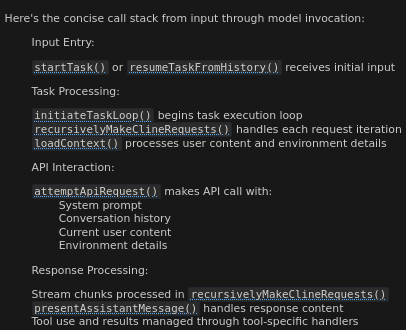 Here's the concise call stack from input through model invocation:
Input Entry:
startTask() or resumeTaskFromHistory() receives initial input
Task Processing:
initiateTaskLoop() begins task execution loop
recursivelyMakeClineRequests() handles each request iteration
loadContext() processes user content and environment details
API Interaction:
attemptApiRequest() makes API call with:
System prompt
Conversation history
Current user content
Environment details
Response Processing:
Stream chunks processed in recursivelyMakeClineRequests()
presentAssistantMessage() handles response content
Tool use and results managed through tool-specific handlers